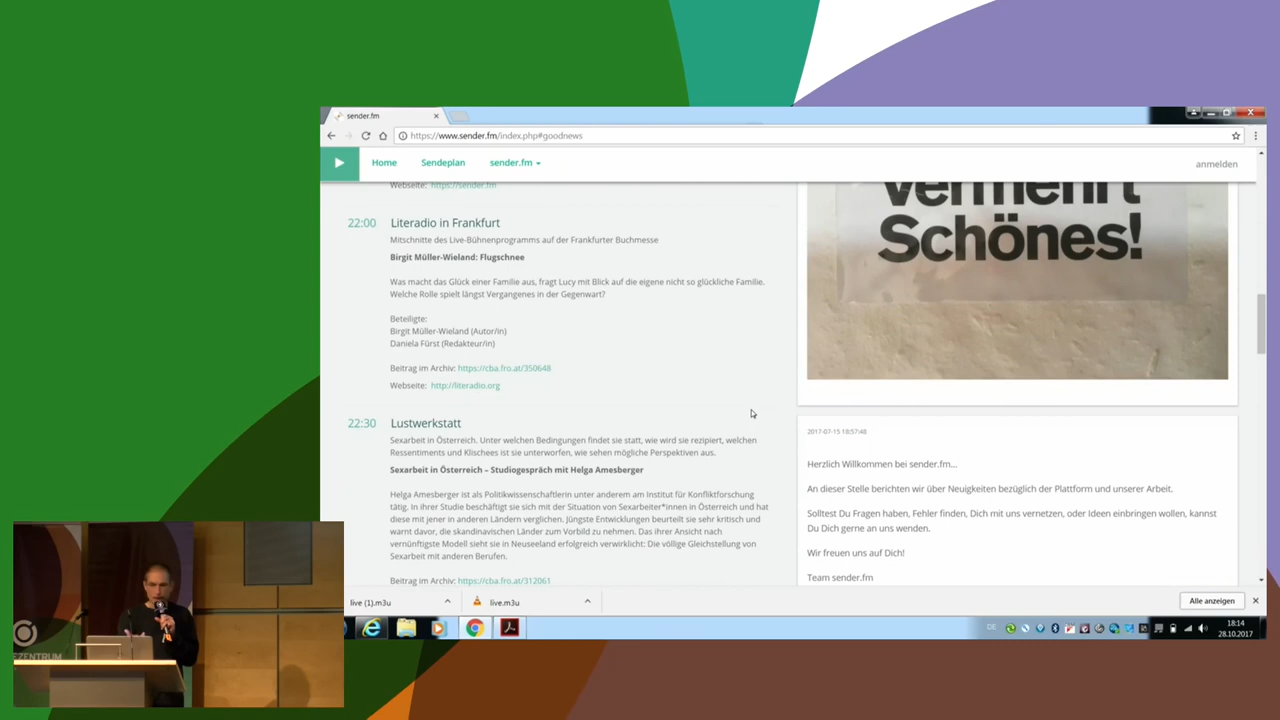 sender.fm
https://www.sender.fm/index.php#goodnews
Home Sendeplan sender.fm anmelden
Webseite: https://sender.fm
22:00 Literadio in Frankfurt
Mitschnitte des Live-Bühnenprogramms auf der Frankfurter Buchmesse
Birgit Müller-Wieland: Flugschnee
Was macht das Glück einer Familie aus, fragt Lucy mit Blick auf die eigene nicht so glückliche Familie.
Welche Rolle spielt längst Vergangenes in der Gegenwart?
Beteiligte:
Birgit Müller-Wieland (Autor/in)
Daniela Fürst (Redakteur/in)
Beitrag im Archiv: https://cba.fro.at/350648
Webseite: http://literadio.org
22:30 Lustwerkstatt
Sexarbeit in Österreich. Unter welchen Bedingungen findet sie statt, wie wird sie rezipiert, welchen
Ressentiments und Klischees ist sie unterworfen, wie sehen mögliche Perspektiven aus.
Sexarbeit in Österreich – Studiogespräch mit Helga Amesberger
Helga Amesberger ist als Politikwissenschaftlerin unter anderem am Institut für Konfliktforschung
tätig. In ihrer Studie beschäftigt sie sich mit der Situation von Sexarbeiter*innen in Österreich und hat
diese mit jener in anderen Ländern verglichen. Jüngste Entwicklungen beurteilt sie sehr kritisch und
warnt davor, die skandinavischen Länder zum Vorbild zu nehmen. Das ihrer Ansicht nach
vernünftigste Modell sieht sie in Neuseeland erfolgreich verwirklicht: Die völlige Gleichstellung von
Sexarbeit mit anderen Berufen.
Beitrag im Archiv: https://cba.fro.at/312061
vermehrt
Schönes!
2017-07-15 18:57:48
Herzlich Willkommen bei sender.fm...
An dieser Stelle berichten wir über Neuigkeiten bezüglich der Plattform und unserer Arbeit.
Solltest Du Fragen haben, Fehler finden, Dich mit uns vernetzen, oder Ideen einbringen wollen, kannst
Du Dich gerne an uns wenden.
Wir freuen uns auf Dich!
Team sender.fm
live (1).m3u live.m3u Alle anzeigen
DE 18:14
28.10.2017
EZENTRUM